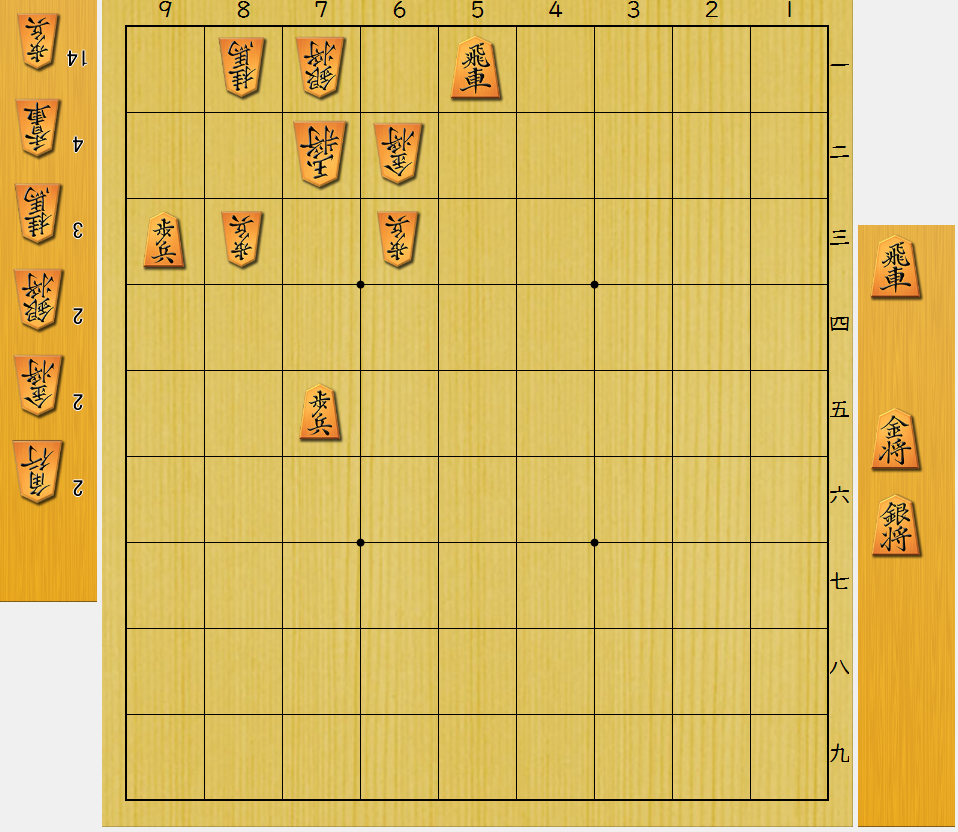 9 8 7 6 5 4 3 2 1
歩兵 14
香車 4
桂馬 3
銀将 2
金将 2
角行 2
桂馬 銀将 飛車 一
玉将 金将 二
歩兵 歩兵 歩兵 三
四
歩兵 五
六
七
八
九
飛車
金将
銀将